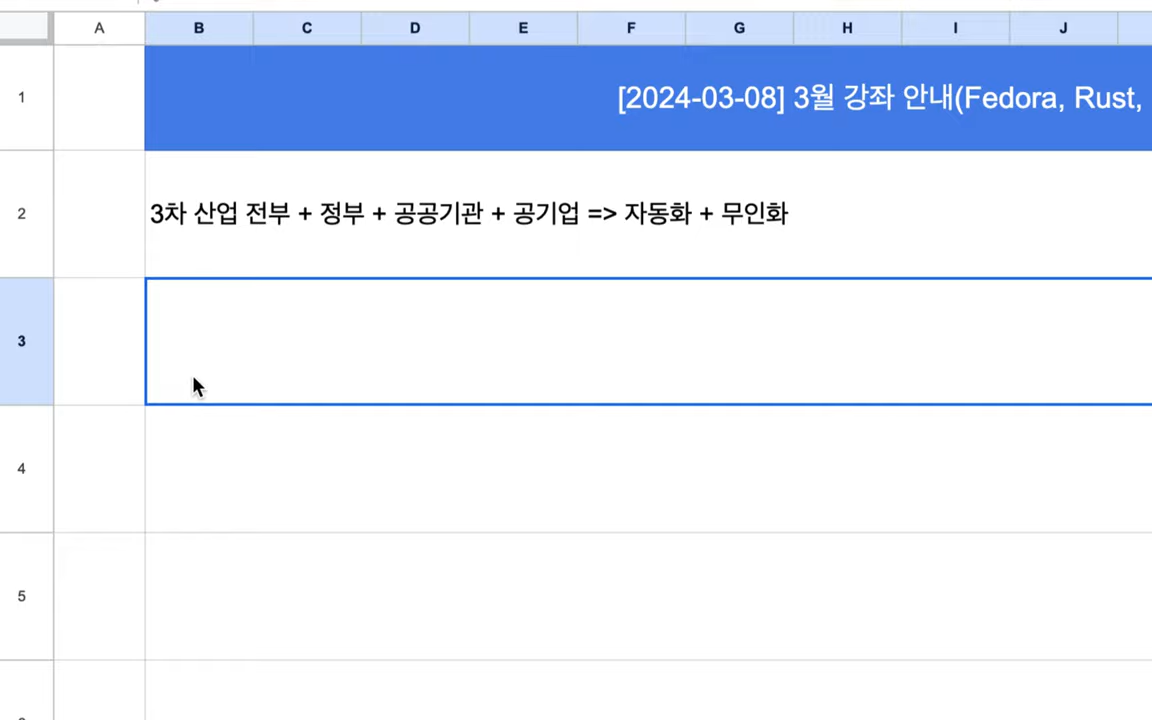 A B C D E F G H I J
1 [2024-03-08] 3월 강좌 안내(Fedora, Rust,
2 3차 산업 전부 + 정부 + 공공기관 + 공기업 => 자동화 + 무인화
3
4
5